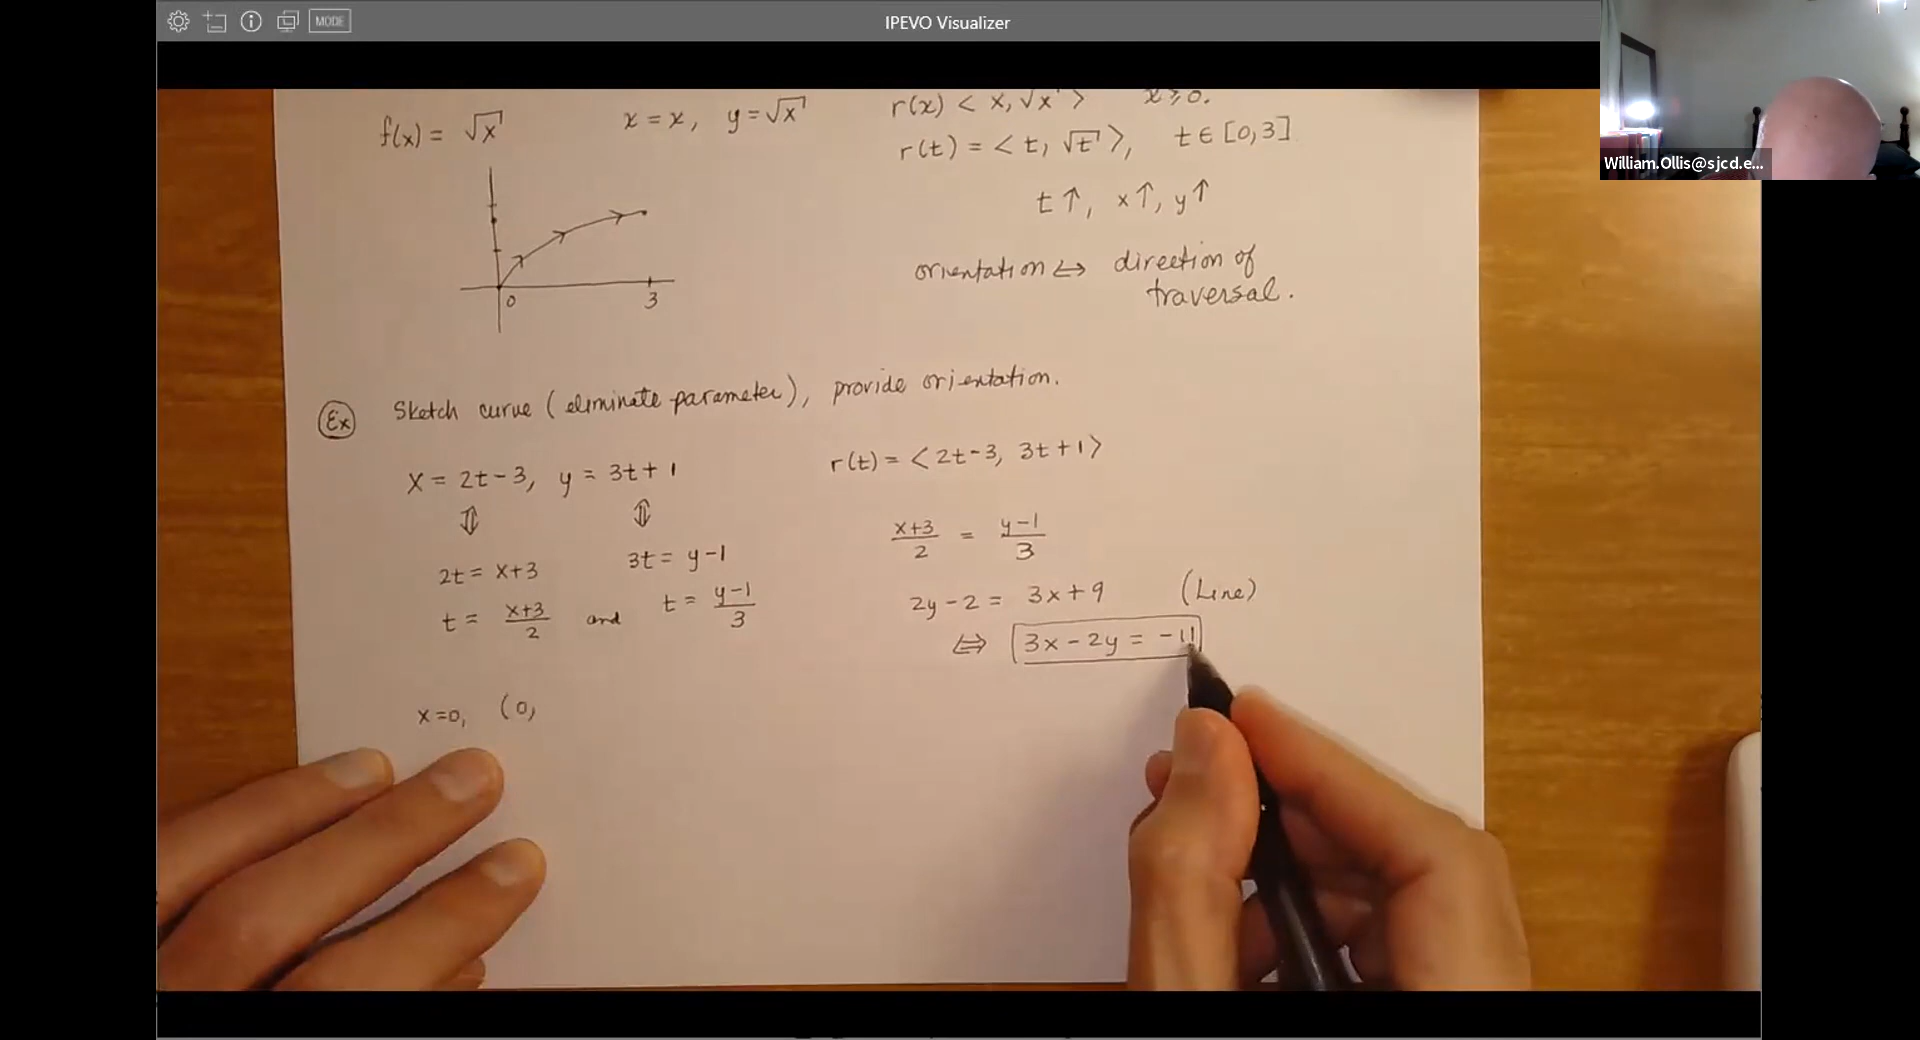 MODE
IPEVO Visualizer
William.Ollis@sjcd.e...
f(x) = √x
x = x, y = √x
r(x) < x, √x > x ≥ 0.
r(t) = < t, √t >, t ∈ [0,3]
t↑, x↑, y↑
orientation ↔ direction of
traversal.
0 3
Ex Sketch curve (eliminate parameter), provide orientation.
x = 2t - 3, y = 3t + 1
⇕ ⇕
2t = x+3 3t = y-1
t = (x+3)/2 and t = (y-1)/3
r(t) = <2t-3, 3t+1>
(x+3)/2 = (y-1)/3
2y - 2 = 3x + 9 (Line)
⇔ 3x - 2y = -11
x=0, (0,